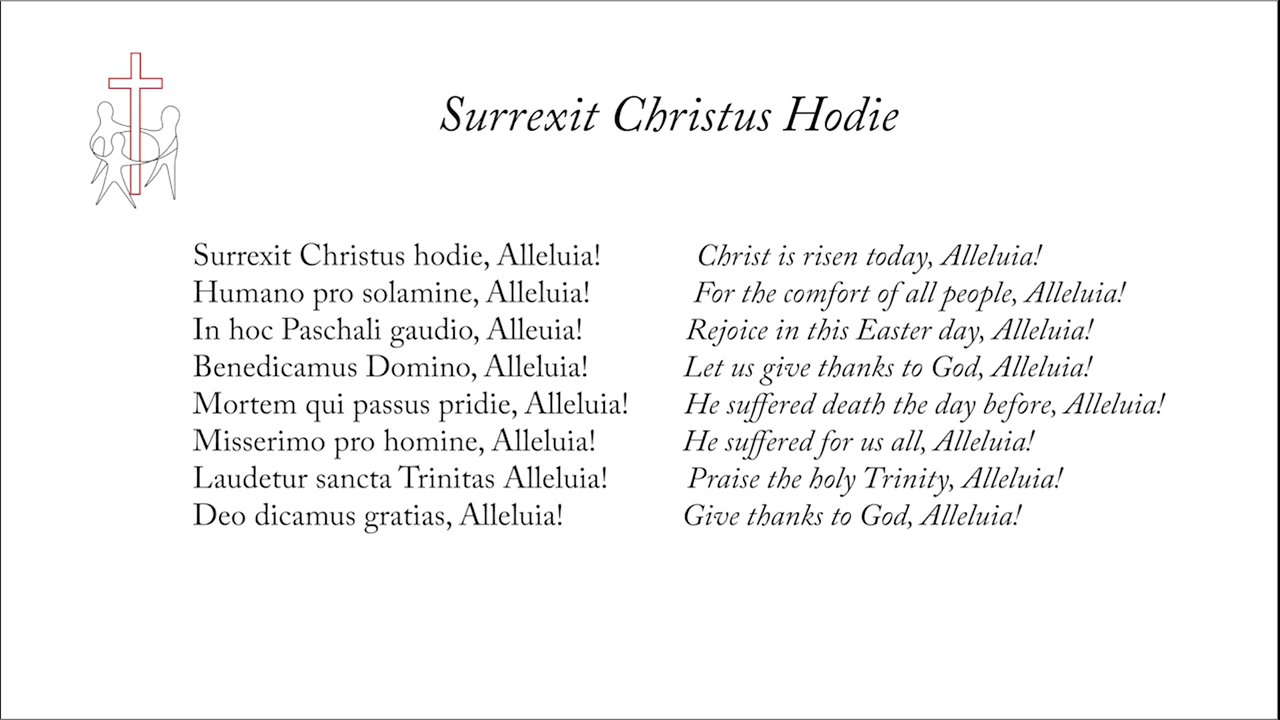 Surrexit Christus Hodie
Surrexit Christus hodie, Alleluia!
Humano pro solamine, Alleluia!
In hoc Paschali gaudio, Alleuia!
Benedicamus Domino, Alleluia!
Mortem qui passus pridie, Alleluia!
Misserimo pro homine, Alleluia!
Laudetur sancta Trinitas Alleluia!
Deo dicamus gratias, Alleluia!
Christ is risen today, Alleluia!
For the comfort of all people, Alleluia!
Rejoice in this Easter day, Alleluia!
Let us give thanks to God, Alleluia!
He suffered death the day before, Alleluia!
He suffered for us all, Alleluia!
Praise the holy Trinity, Alleluia!
Give thanks to God, Alleluia!